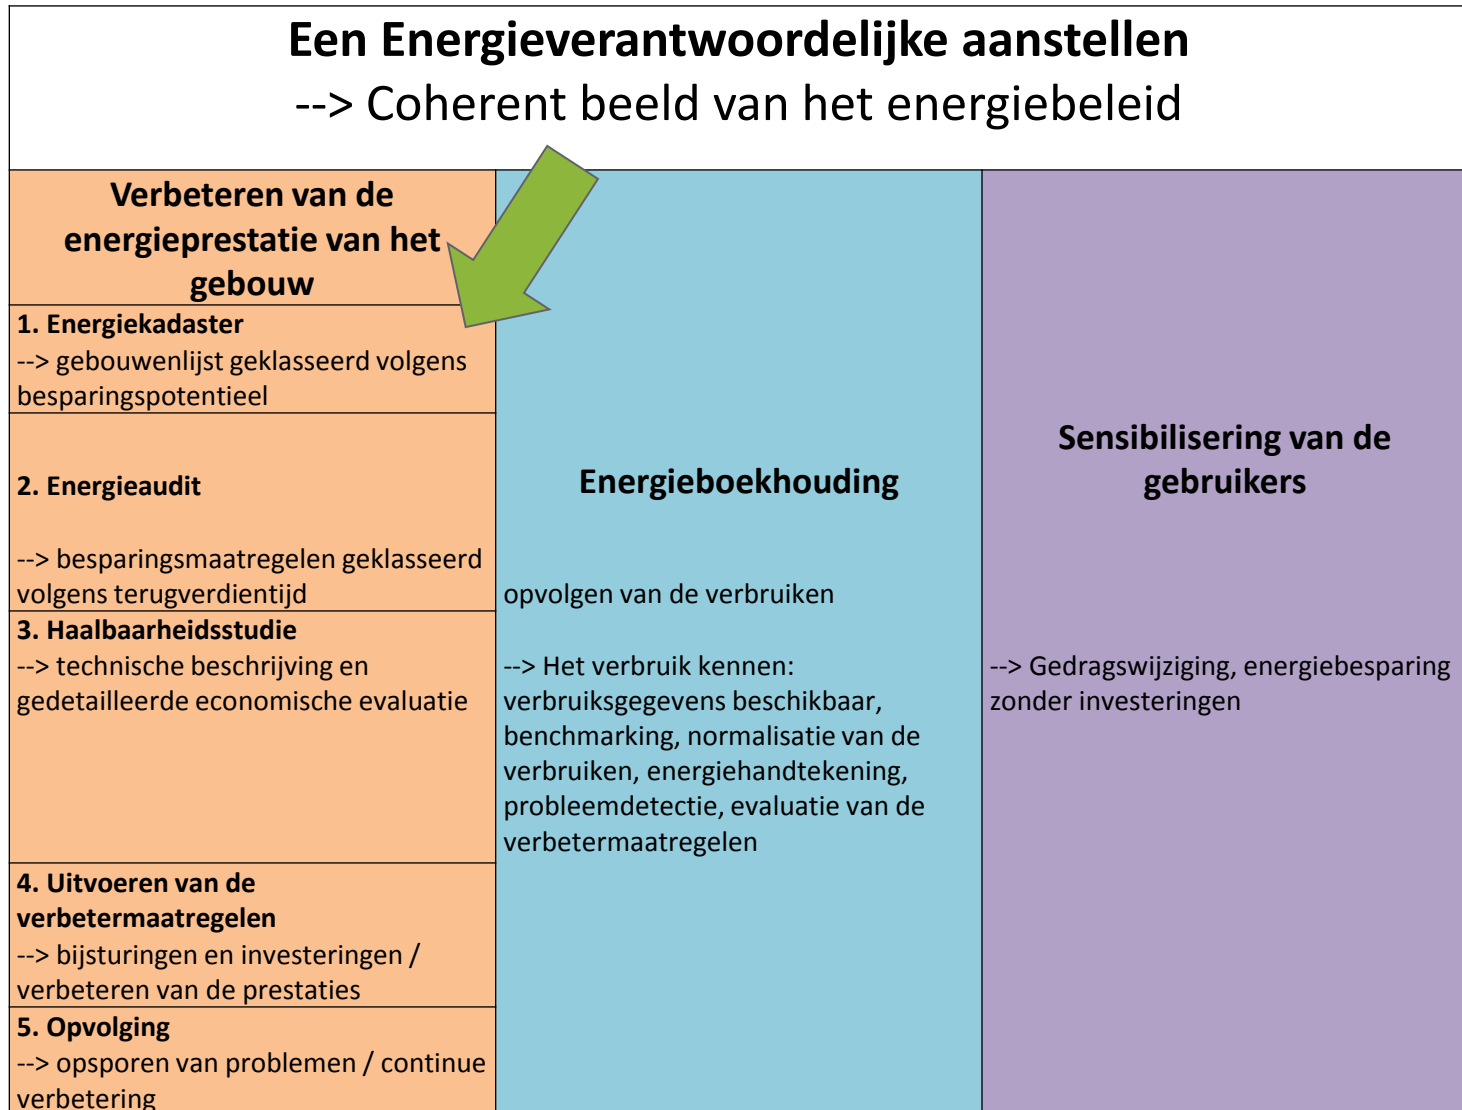 Een Energieverantwoordelijke aanstellen
--> Coherent beeld van het energiebeleid
Verbeteren van de
energieprestatie van het
gebouw
1. Energiekadaster
--> gebouwenlijst geklasseerd volgens
besparingspotentieel
2. Energieaudit
--> besparingsmaatregelen geklasseerd
volgens terugverdientijd
3. Haalbaarheidsstudie
--> technische beschrijving en
gedetailleerde economische evaluatie
4. Uitvoeren van de
verbetermaatregelen
--> bijsturingen en investeringen /
verbeteren van de prestaties
5. Opvolging
--> opsporen van problemen / continue
verbetering
Energieboekhouding
opvolgen van de verbruiken
--> Het verbruik kennen:
verbruiksgegevens beschikbaar,
benchmarking, normalisatie van de
verbruiken, energiehandtekening,
probleemdetectie, evaluatie van de
verbetermaatregelen
Sensibilisering van de
gebruikers
--> Gedragswijziging, energiebesparing
zonder investeringen